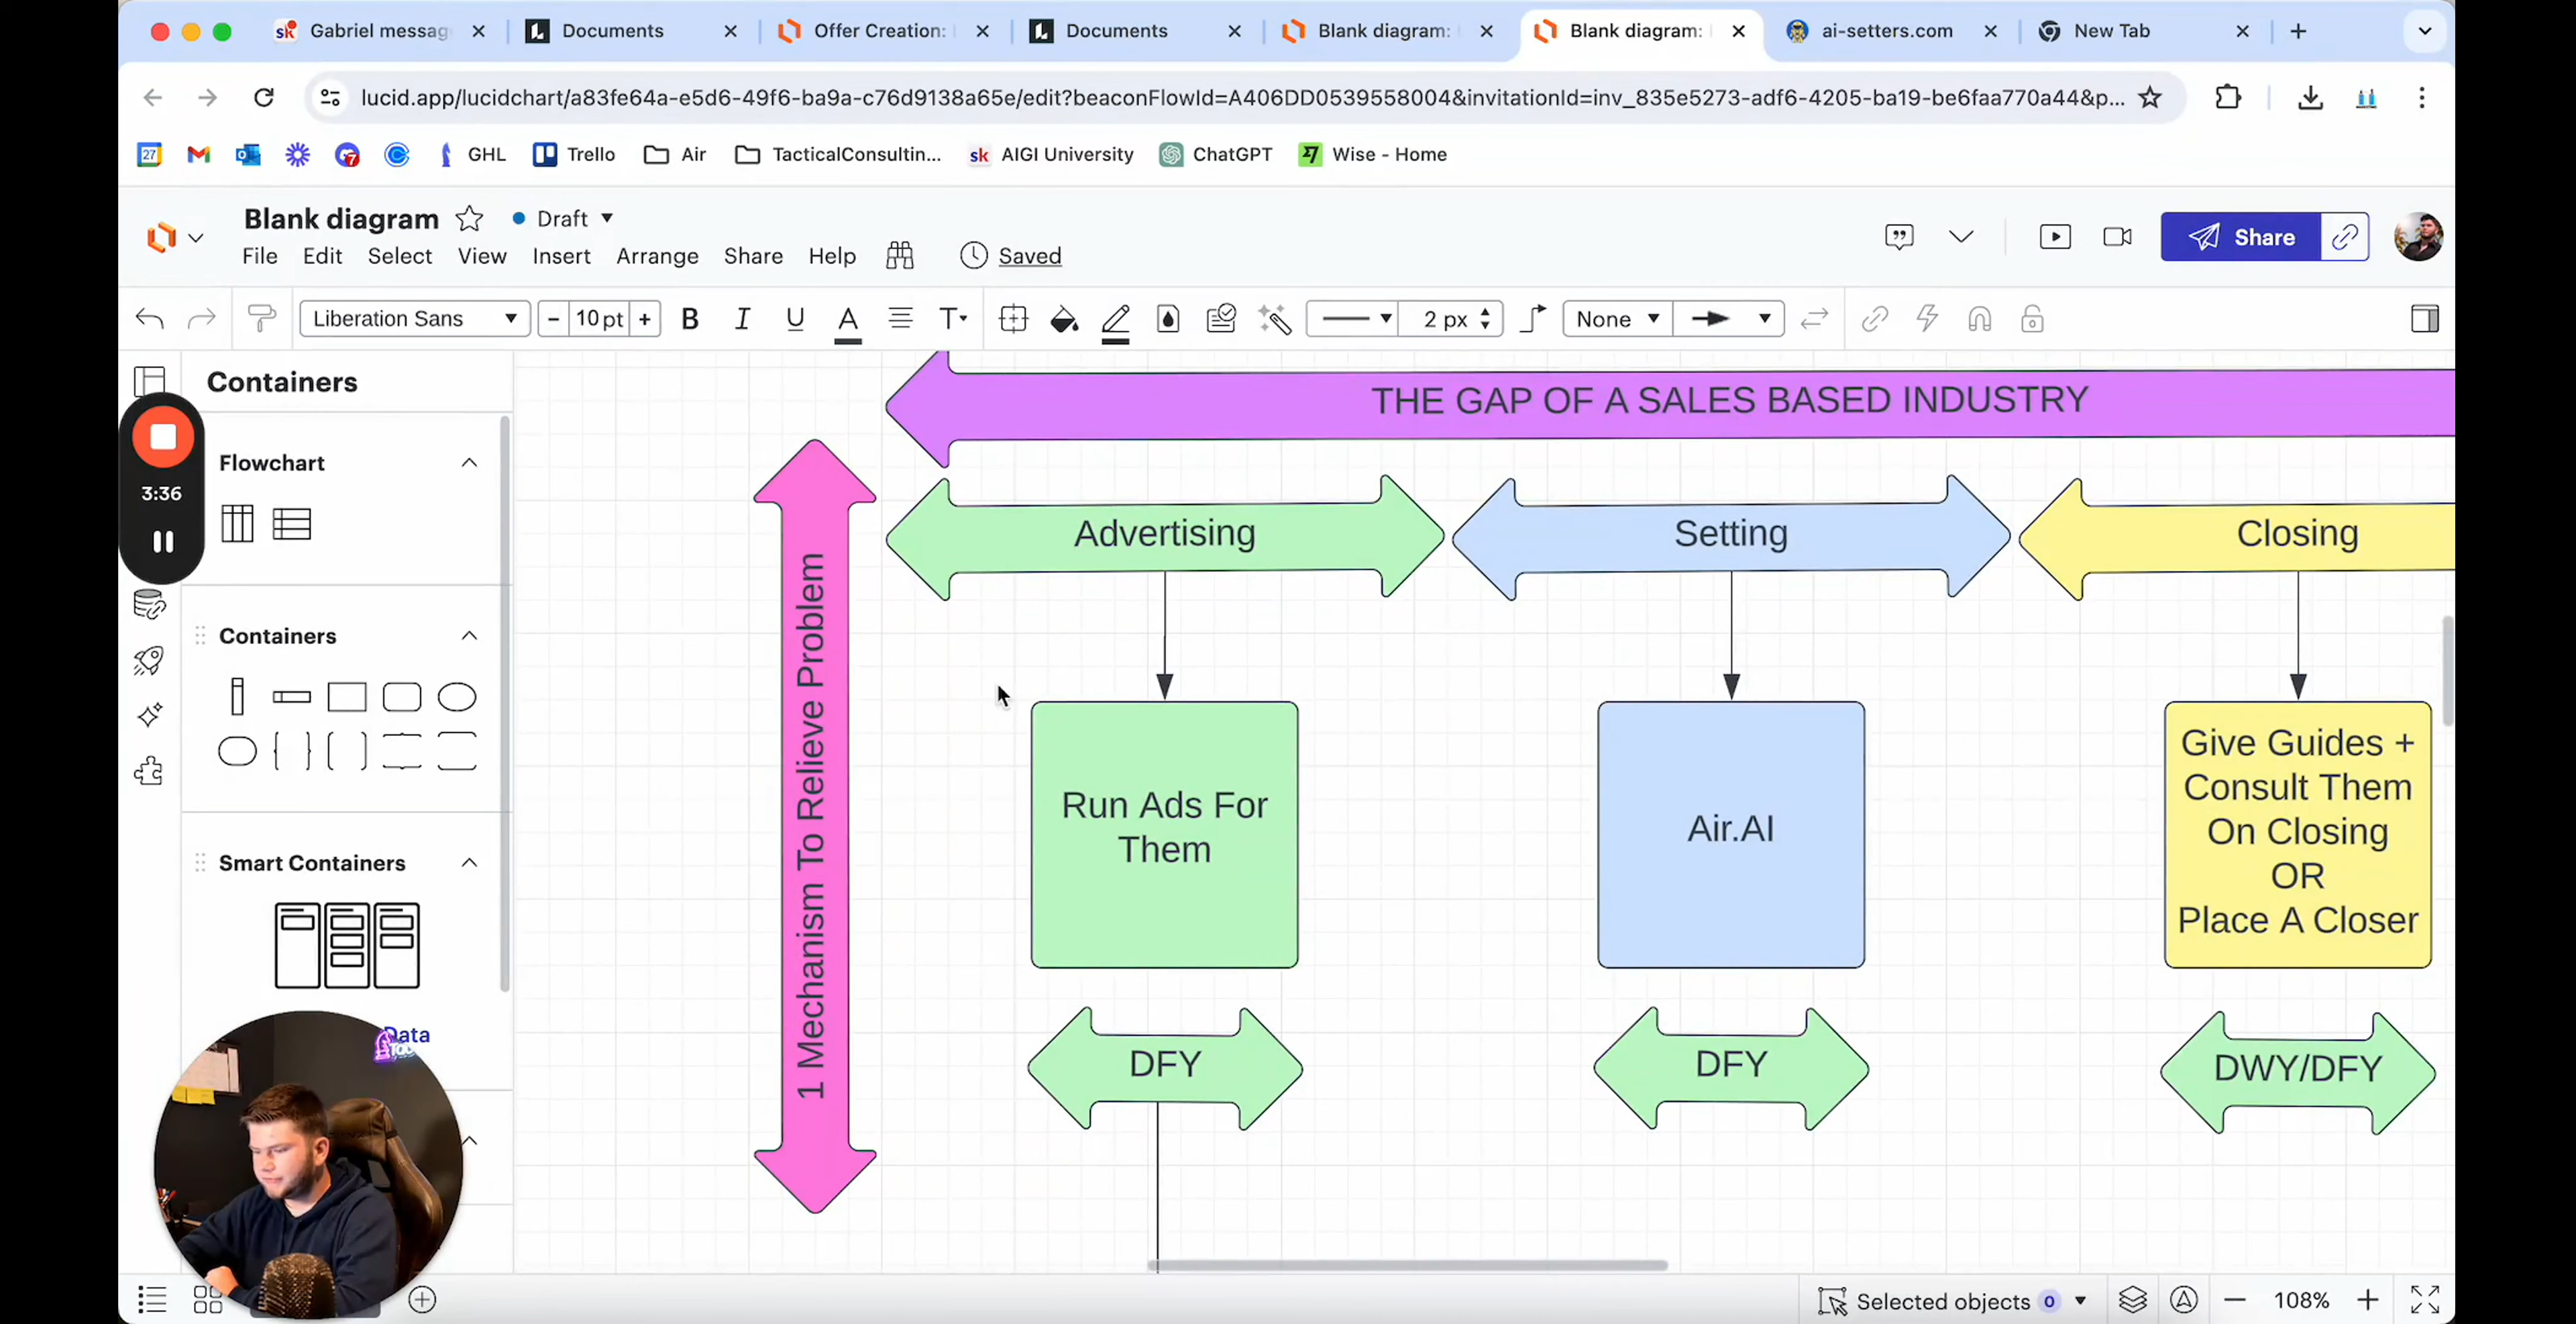 Gabriel messag
Documents
Offer Creation:
Documents
Blank diagram:
Blank diagram:
ai-setters.com
New Tab
lucid.app/lucidchart/a83fe64a-e5d6-49f6-ba9a-c76d9138a65e/edit?beaconFlowId=A406DD0539558004&invitationId=inv_835e5273-adf6-4205-ba19-be6faa770a44&p...
GHL
Trello
Air
TacticalConsultin...
AIGI University
ChatGPT
Wise - Home
Blank diagram
Draft
File Edit Select View Insert Arrange Share Help
Saved
Share
Liberation Sans
10 pt
2 px
None
Containers
Flowchart
3:36
Containers
Smart Containers
Data
THE GAP OF A SALES BASED INDUSTRY
1 Mechanism To Relieve Problem
Advertising
Setting
Closing
Run Ads For
Them
Air.AI
Give Guides +
Consult Them
On Closing
OR
Place A Closer
DFY
DFY
DWY/DFY
Selected objects 0
108%